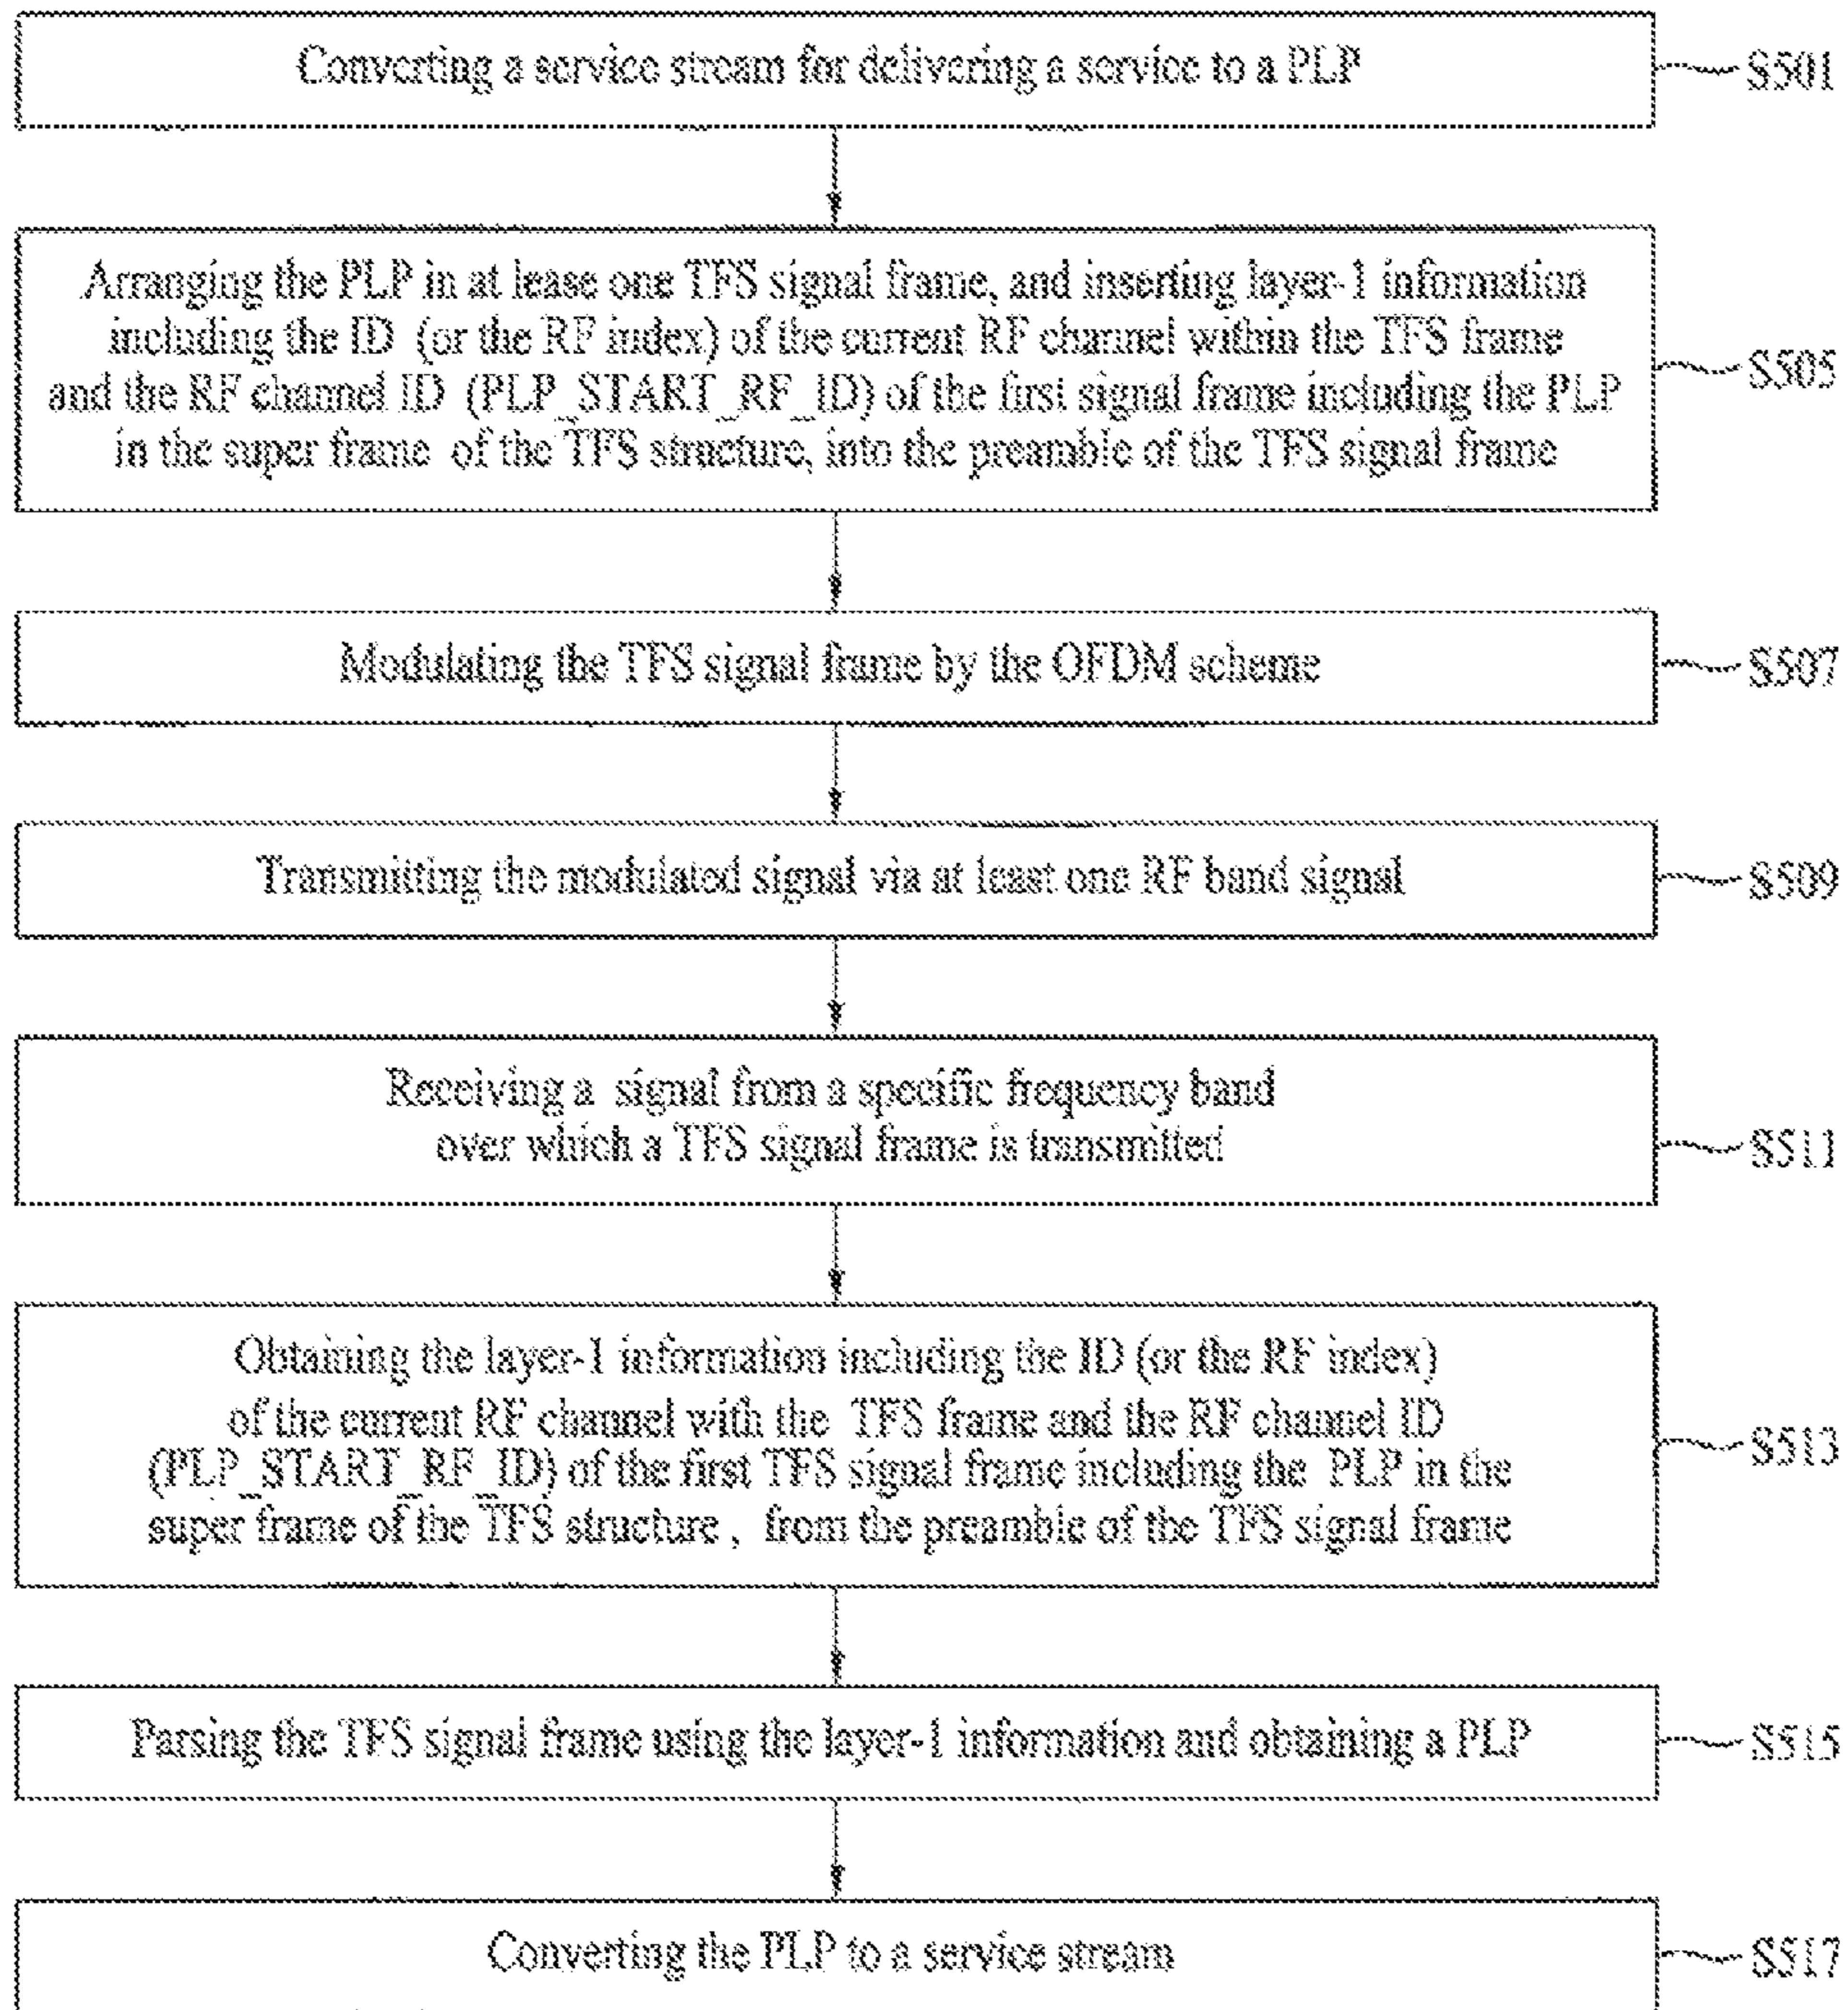 Converting a service stream for delivering a service to a PLP
S501
Arranging the PLP in at lease one TFS signal frame, and inserting layer-1 information
including the ID (or the RF index) of the current RF channel within the TFS frame
and the RF channel ID (PLP_START_RF_ID) of the first signal frame including the PLP
in the super frame of the TFS structure, into the preamble of the TFS signal frame
S505
Modulating the TFS signal frame by the OFDM scheme
S507
Transmitting the modulated signal via at least one RF band signal
S509
Receiving a signal from a specific frequency band
over which a TFS signal frame is transmitted
S511
Obtaining the layer-1 information including the ID (or the RF index)
of the current RF channel with the TFS frame and the RF channel ID
(PLP_START_RF_ID) of the first TFS signal frame including the PLP in the
super frame of the TFS structure, from the preamble of the TFS signal frame
S513
Parsing the TFS signal frame using the layer-1 information and obtaining a PLP
S515
Converting the PLP to a service stream
S517